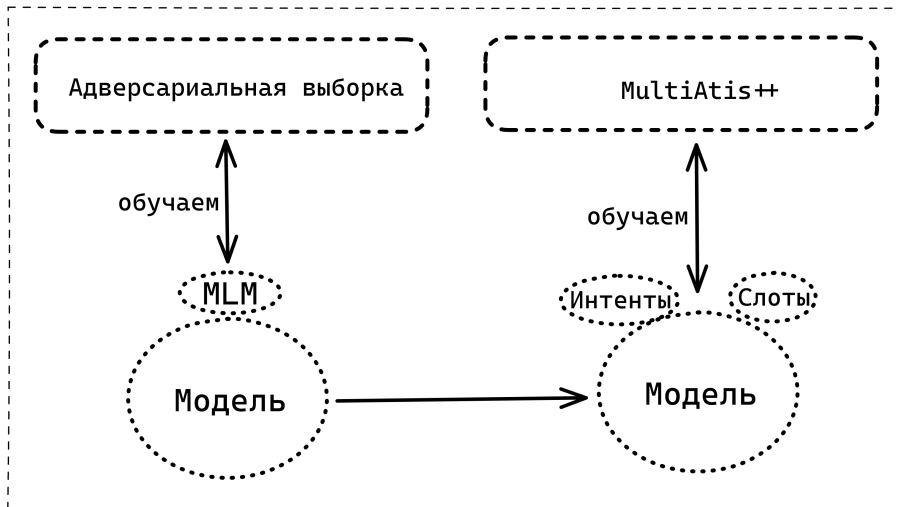 Адверсариальная выборка
MultiAtis++
обучаем
обучаем
MLM
Интенты
Слоты
Модель
Модель